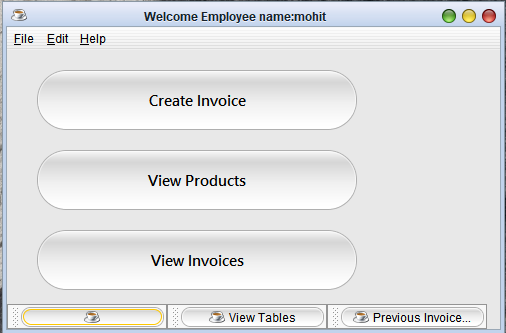 Welcome Employee name:mohit
File Edit Help
Create Invoice
View Products
View Invoices
View Tables Previous Invoice...